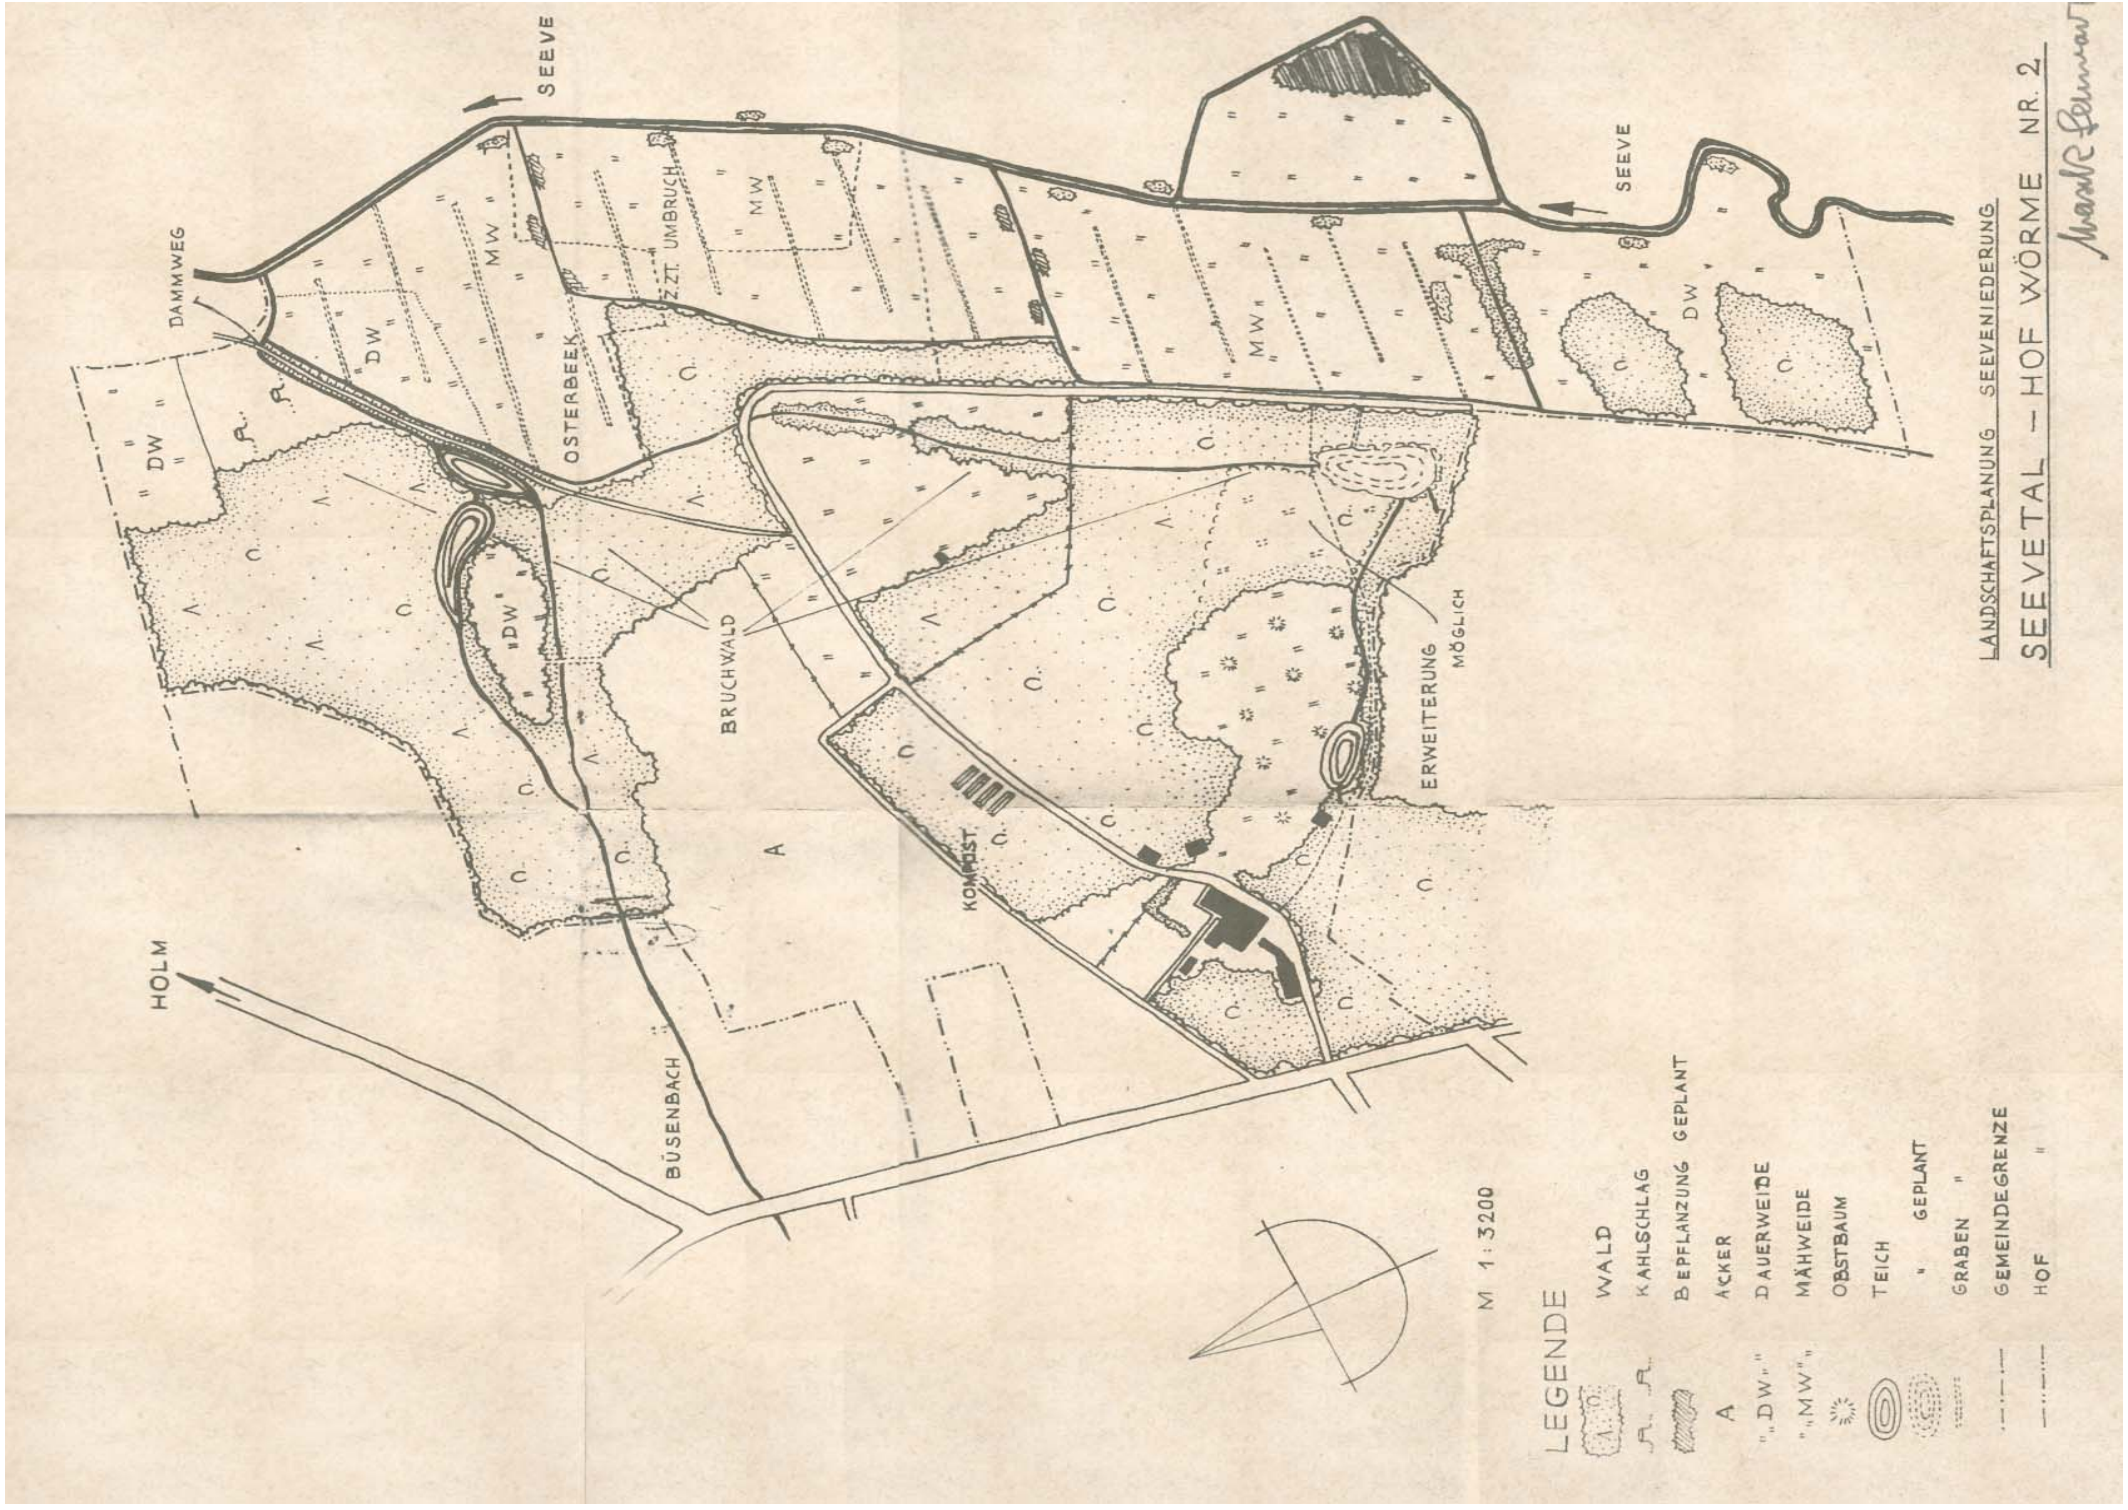 HOLM
DAMMWEG
SEEVE
DW
DW
MW
OSTERBEEK
Z.ZT. UMBRUCH
MW
"DW"
BRUCHWALD
BÜSENBACH
A
KOMPOST
MW
SEEVE
DW
ERWEITERUNG
MÖGLICH
M 1:3200
LEGENDE
WALD
KAHLSCHLAG
BEPFLANZUNG GEPLANT
A ACKER
"DW" DAUERWEIDE
"MW" MÄHWEIDE
OBSTBAUM
TEICH
" GEPLANT
GRABEN "
GEMEINDEGRENZE
HOF "
LANDSCHAFTSPLANUNG SEEVENIEDERUNG
SEEVETAL – HOF WÖRME NR. 2